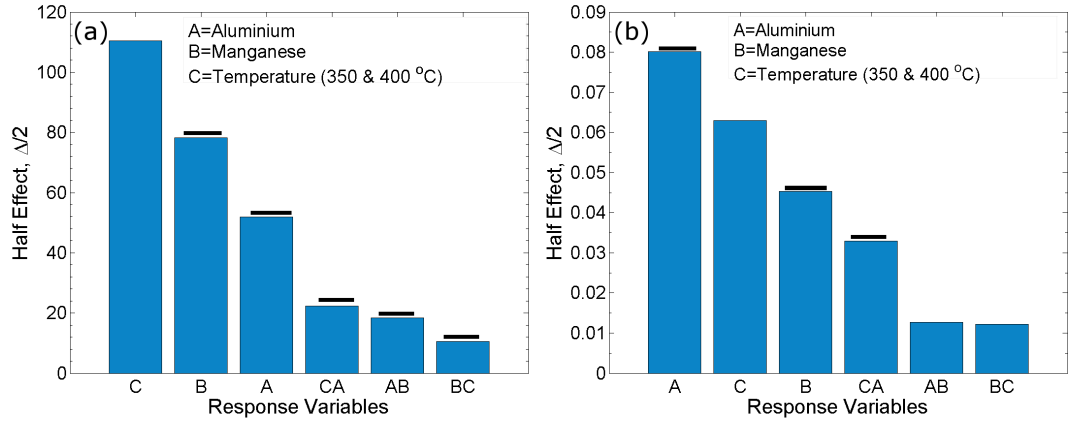 (a)
A=Aluminium
B=Manganese
C=Temperature (350 & 400 °C)
120
100
80
60
40
20
0
Half Effect, Δ/2
C B A CA AB BC
Response Variables
(b)
A=Aluminium
B=Manganese
C=Temperature (350 & 400 °C)
0.09
0.08
0.07
0.06
0.05
0.04
0.03
0.02
0.01
0
Half Effect, Δ/2
A C B CA AB BC
Response Variables